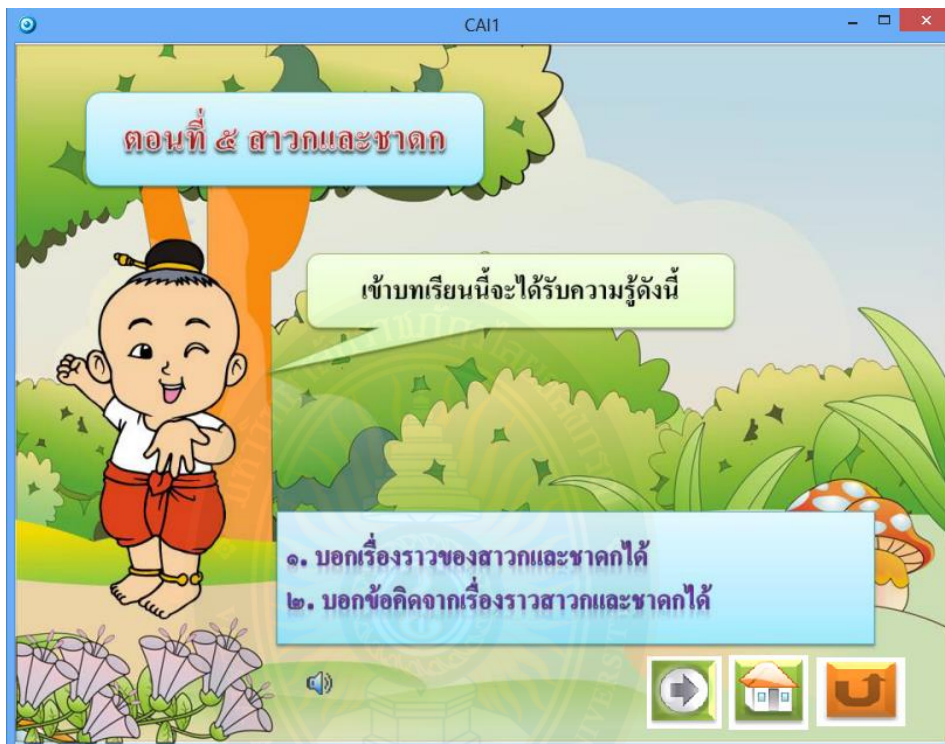 CAI1
ตอนที่ ๕ สาวกและชาดก
เข้าบทเรียนนี้จะได้รับความรู้ดังนี้
๑. บอกเรื่องราวของสาวกและชาดกได้
๒. บอกข้อคิดจากเรื่องราวสาวกและชาดกได้